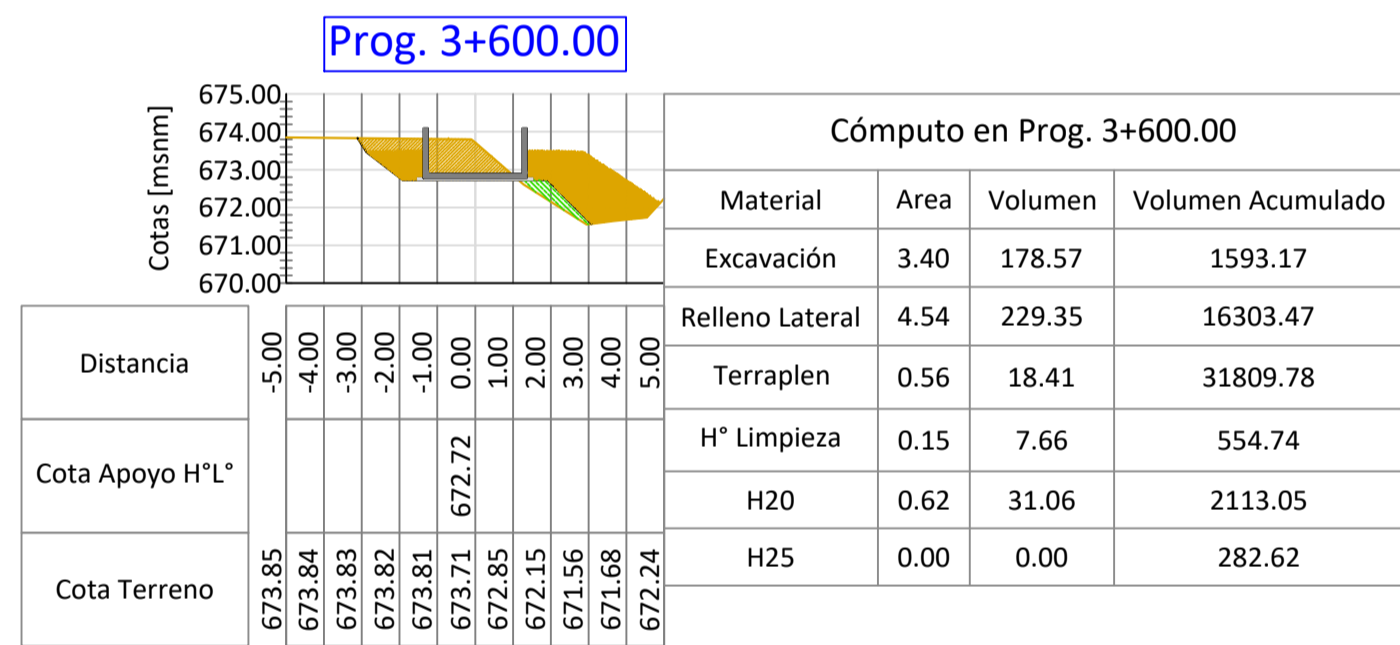 Prog. 3+600.00
Cotas [msnm]
675.00
674.00
673.00
672.00
671.00
670.00
Distancia
-5.00
-4.00
-3.00
-2.00
-1.00
0.00
1.00
2.00
3.00
4.00
5.00
Cota Apoyo H°L°
672.72
Cota Terreno
673.85
673.84
673.83
673.82
673.81
673.71
672.85
672.15
671.56
671.68
672.24
Cómputo en Prog. 3+600.00
Material Area Volumen Volumen Acumulado
Excavación 3.40 178.57 1593.17
Relleno Lateral 4.54 229.35 16303.47
Terraplen 0.56 18.41 31809.78
H° Limpieza 0.15 7.66 554.74
H20 0.62 31.06 2113.05
H25 0.00 0.00 282.62